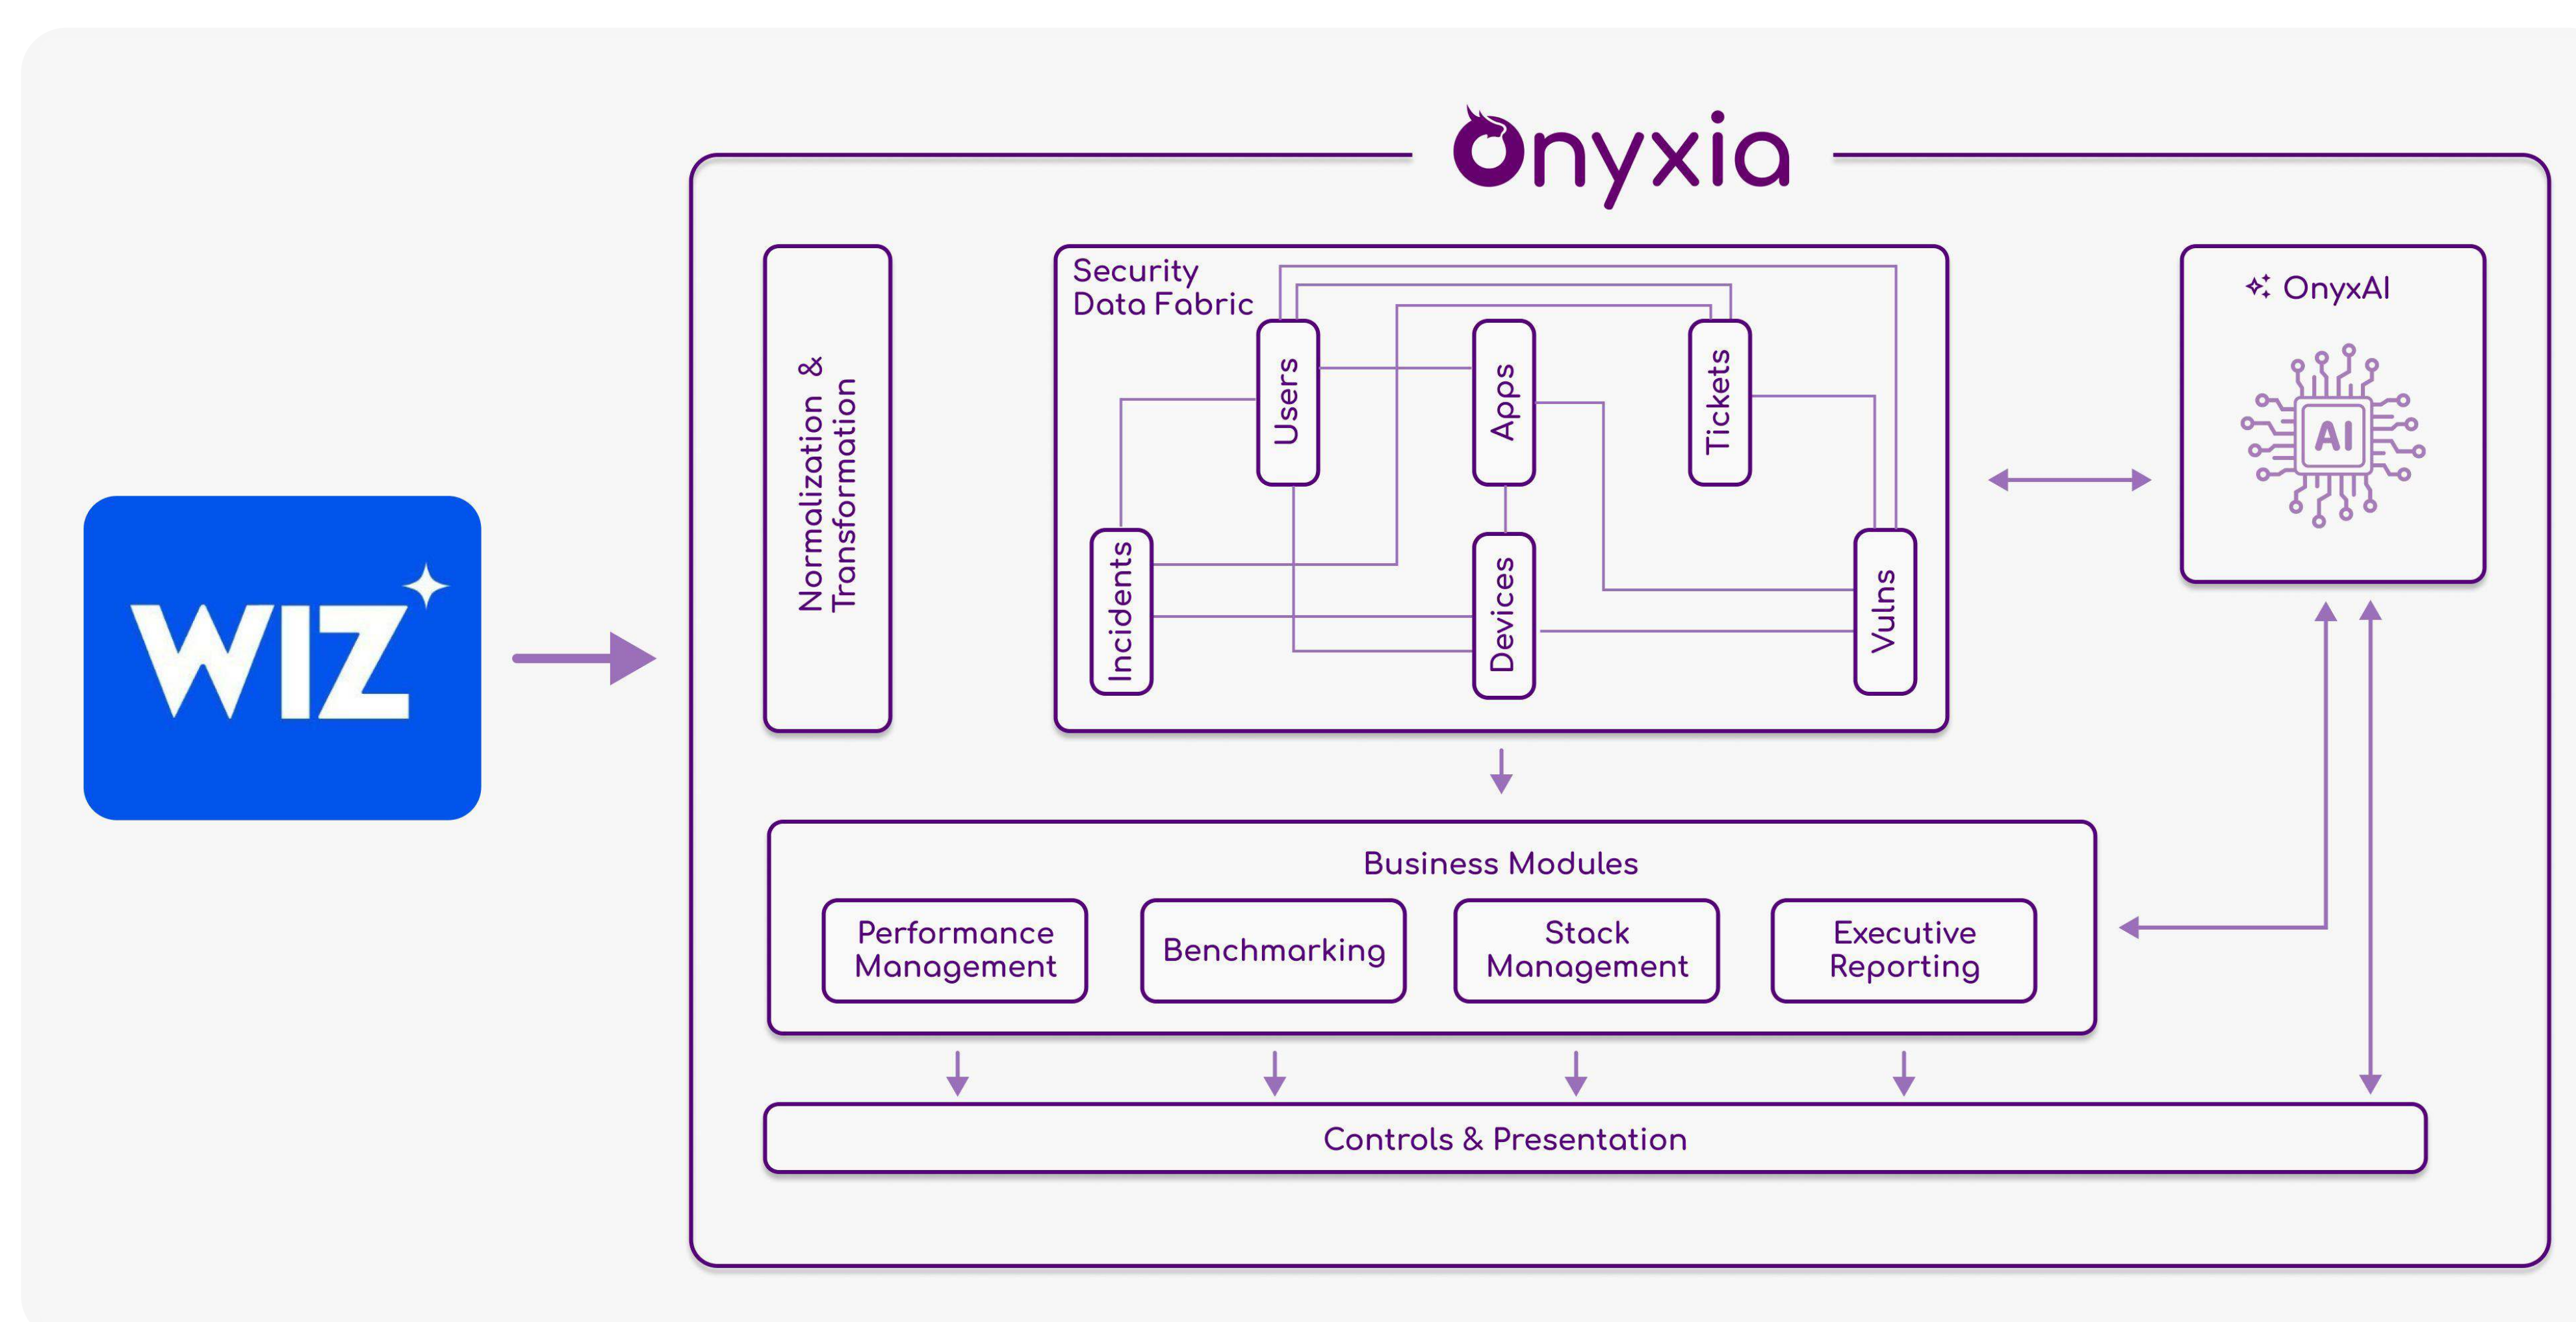 Onyxia
WIZ
Normalization &
Transformation
Security
Data Fabric
Users
Apps
Tickets
Incidents
Devices
Vulns
OnyxAI
AI
Business Modules
Performance
Management
Benchmarking
Stack
Management
Executive
Reporting
Controls & Presentation